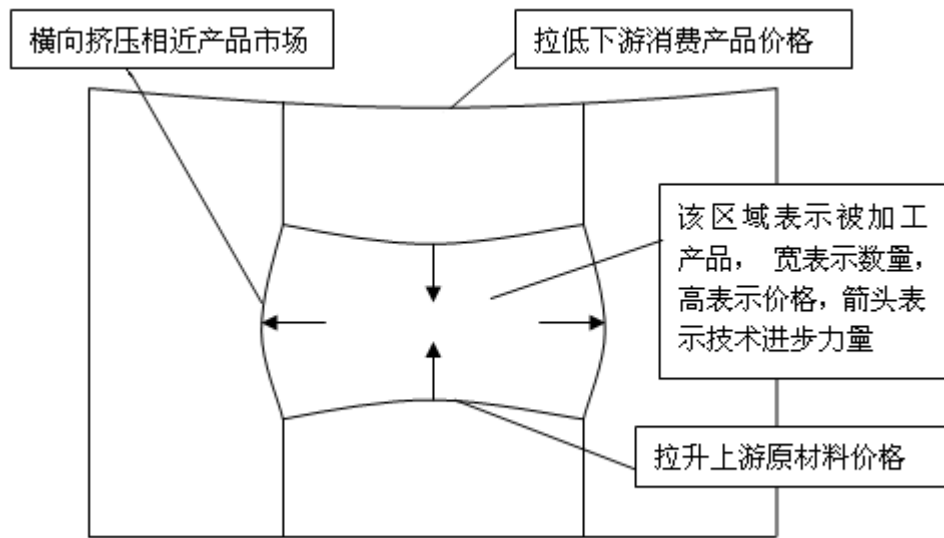 横向挤压相近产品市场
拉低下游消费产品价格
该区域表示被加工
产品， 宽表示数量，
高表示价格，箭头表
示技术进步力量
拉升上游原材料价格